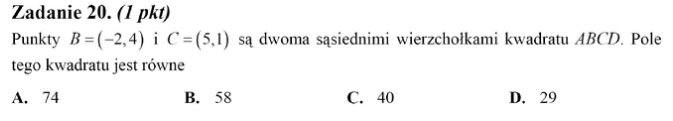 Zadanie 20. (1 pkt)
Punkty B = (−2, 4) i C = (5,1) są dwoma sąsiednimi wierzchołkami kwadratu ABCD. Pole
tego kwadratu jest równe
A. 74 B. 58 C. 40 D. 29